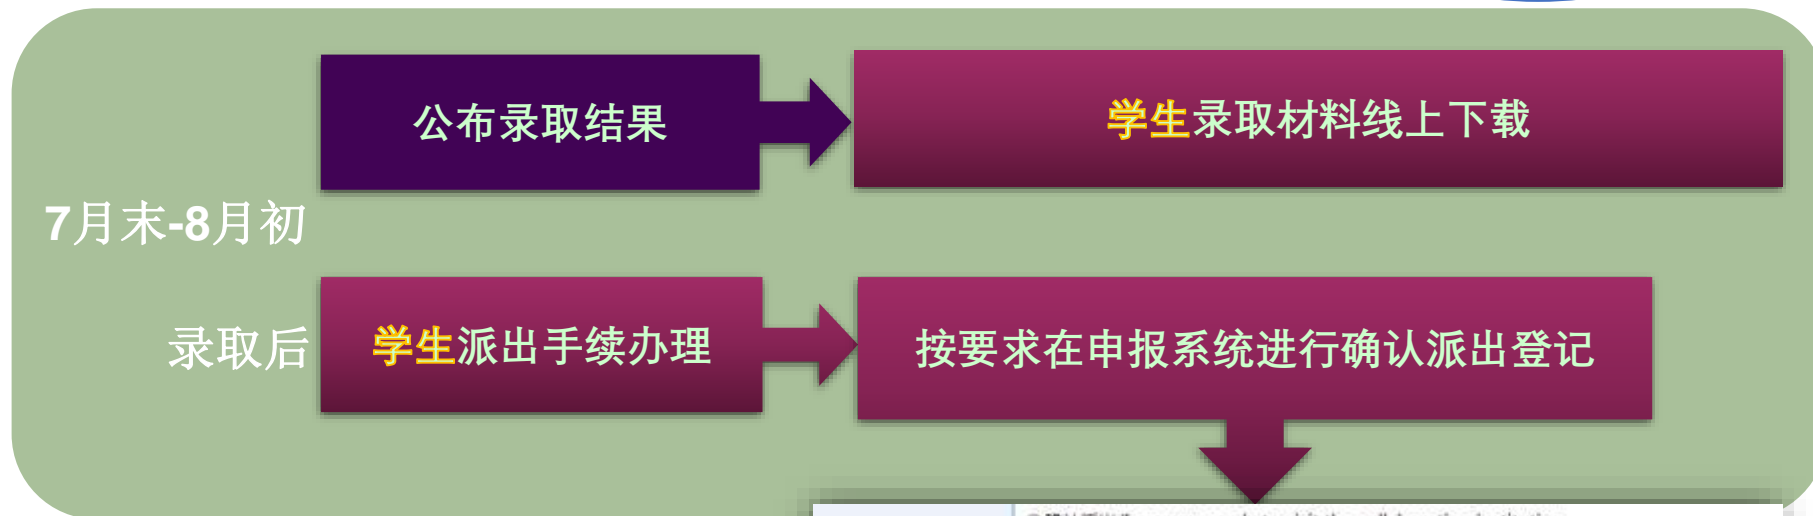 公布录取结果
学生录取材料线上下载
7月末-8月初
录取后
学生派出手续办理
按要求在申报系统进行确认派出登记